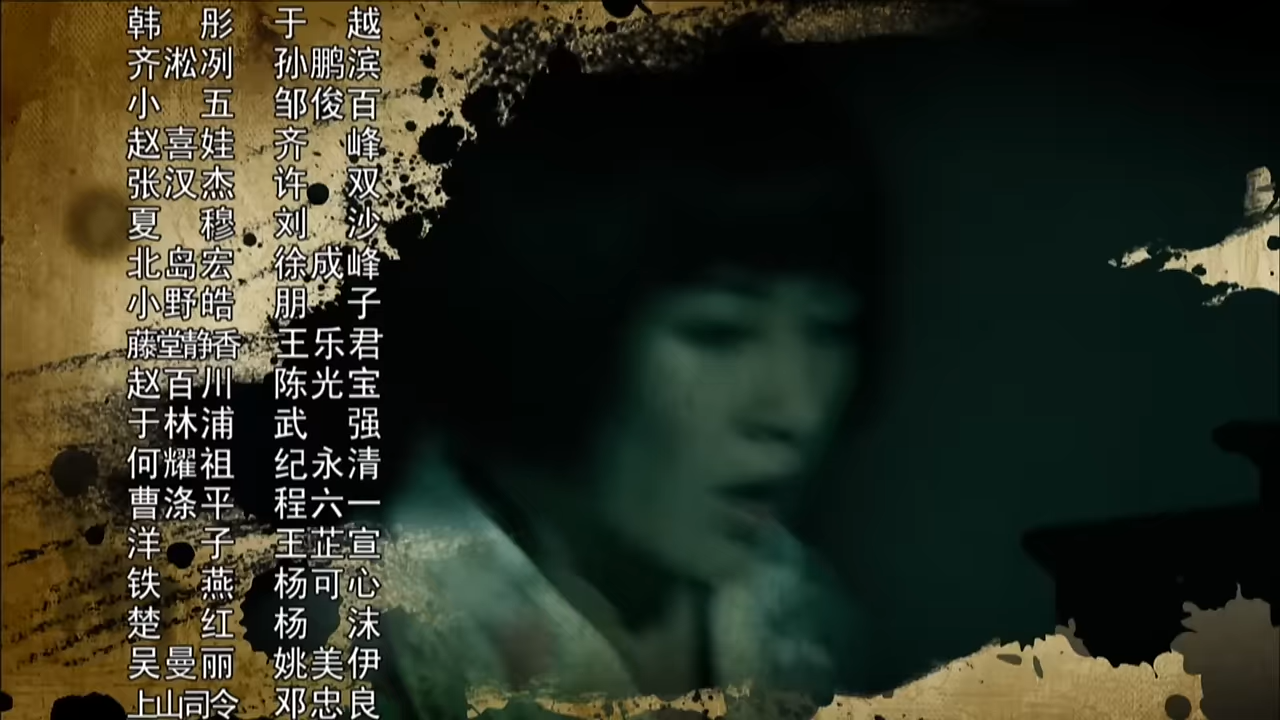 韩彤 于越
齐淞冽 孙鹏滨
小五 邹俊百
赵喜娃 齐峰
张汉杰 许双
夏穆 刘沙
北岛宏 徐成峰
小野皓 朋子
藤堂静香 王乐君
赵百川 陈光宝
于林浦 武强
何耀祖 纪永清
曹涤平 程六一
洋子 王芷宣
铁燕 杨可心
楚红 杨沫
吴曼丽 姚美伊
上山司令 邓忠良